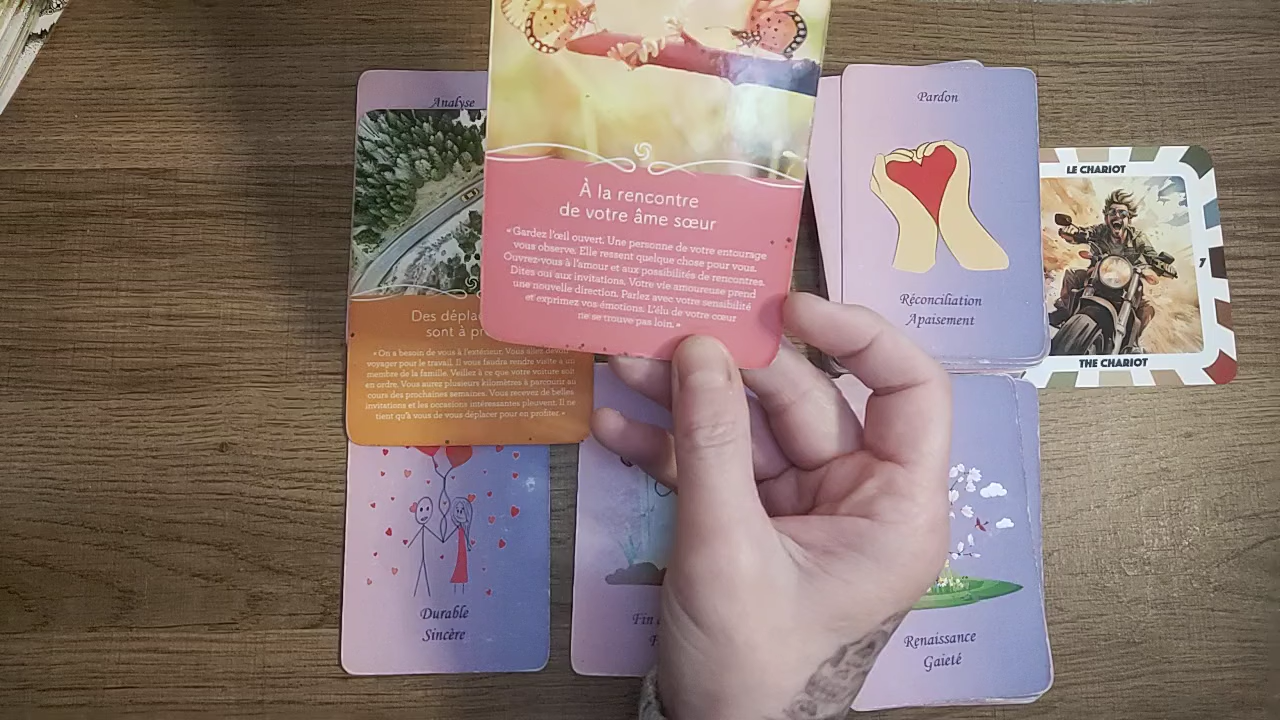 Analyse
À la rencontre
de votre âme sœur
« Gardez l'œil ouvert. Une personne de votre entourage
vous observe. Elle ressent quelque chose pour vous.
Ouvrez-vous à l'amour et aux possibilités de rencontres.
Dites oui aux invitations. Votre vie amoureuse prend
une nouvelle direction. Parlez avec votre sensibilité
et exprimez vos émotions. L'élu de votre cœur
ne se trouve pas loin. »
Pardon
Réconciliation
Apaisement
LE CHARIOT
7
THE CHARIOT
Des
sont à
« On a besoin de vous à l'extérieur. Vous allez devoir
voyager pour le travail. Il vous faudra rendre visite à un
membre de la famille. Veillez à ce que votre voiture soit
en ordre. Vous aurez plusieurs kilomètres à parcourir au
cours des prochaines semaines. Vous recevez de belles
invitations et les occasions intéressantes pleuvent. Il ne
tient qu'à vous de vous déplacer pour en profiter. »
Durable
Sincère
Fin
Renaissance
Gaieté